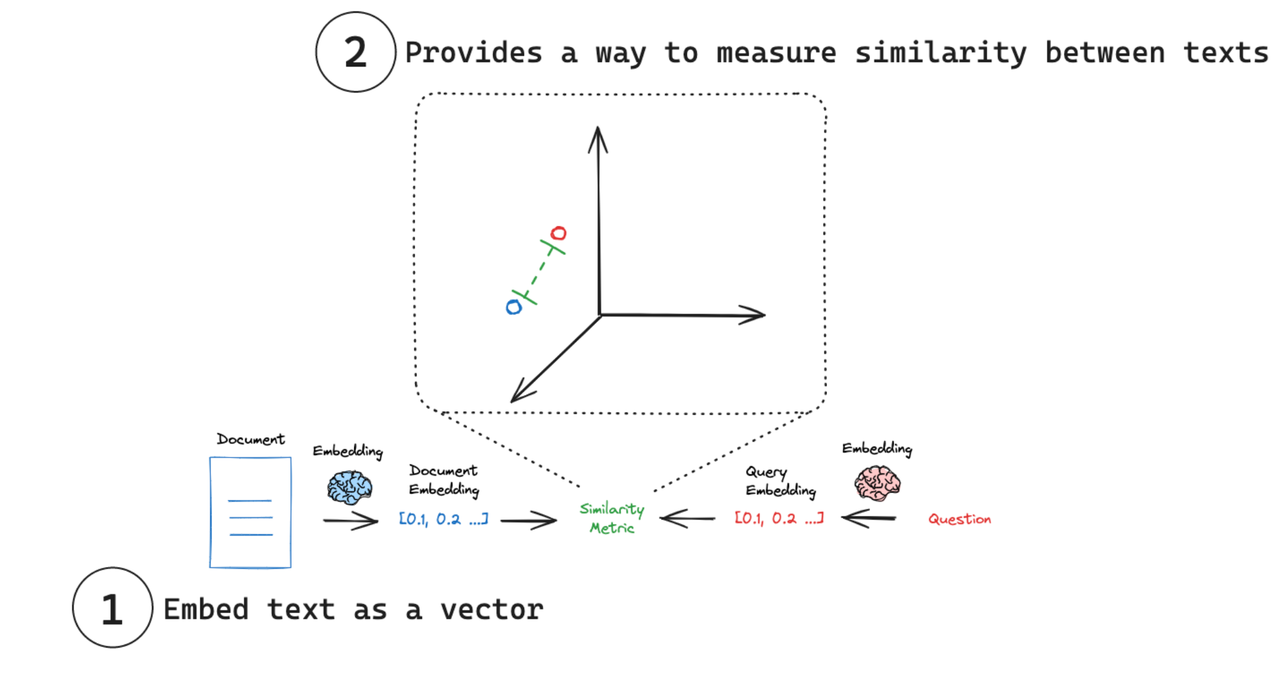 2 Provides a way to measure similarity between texts
Document
Embedding
Document
Embedding
[0.1, 0.2 ...]
Similarity
Metric
Query
Embedding
[0.1, 0.2 ...]
Embedding
Question
1 Embed text as a vector